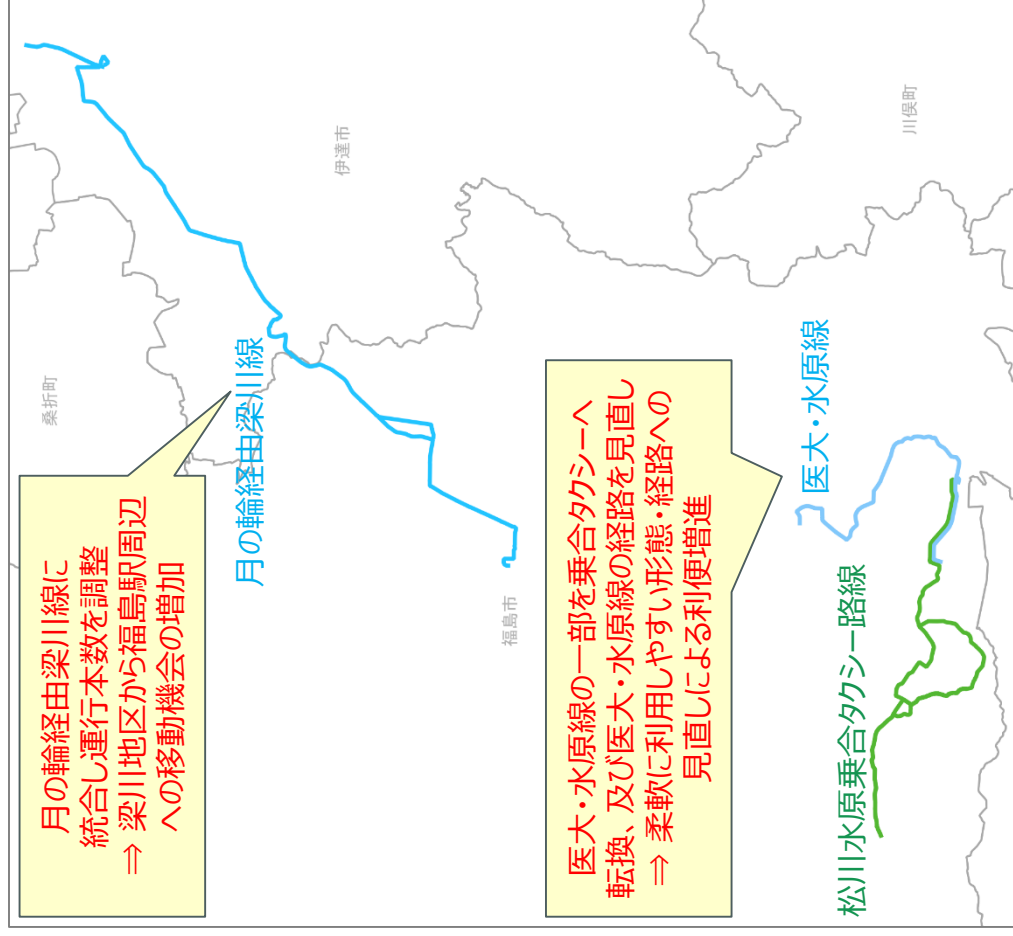 月の輪経由梁川線に
統合し運行本数を調整
⇒ 梁川地区から福島駅周辺
への移動機会の増加
桑折町
月の輪経由梁川線
伊達市
福島市
医大・水原線の一部を乗合タクシーへ
転換、及び医大・水原線の経路を見直し
⇒ 柔軟に利用しやすい形態・経路への
見直しによる利便増進
医大・水原線
松川水原乗合タクシー路線
川俣町